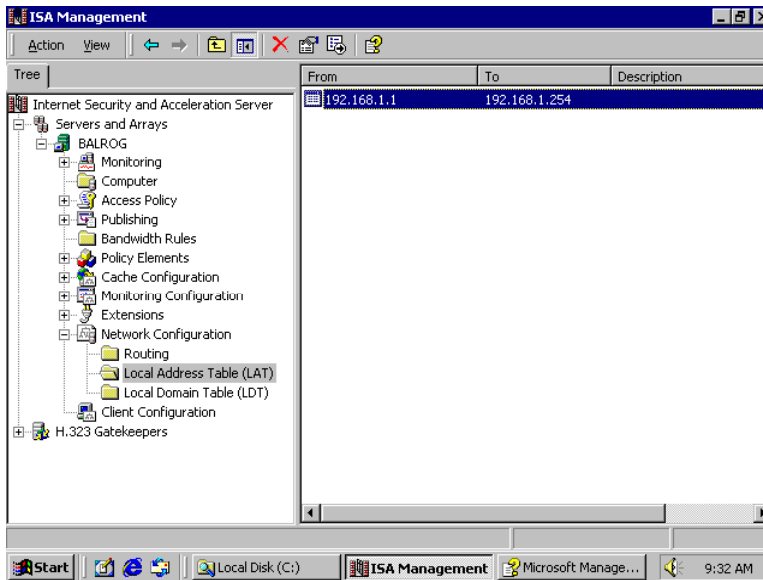 ISA Management
Action View
Tree
From To Description
Internet Security and Acceleration Server
Servers and Arrays
BALROG
Monitoring
Computer
Access Policy
Publishing
Bandwidth Rules
Policy Elements
Cache Configuration
Monitoring Configuration
Extensions
Network Configuration
Routing
Local Address Table (LAT)
Local Domain Table (LDT)
Client Configuration
H.323 Gatekeepers
192.168.1.1 192.168.1.254
Start Local Disk (C:) ISA Management Microsoft Manage... 9:32 AM